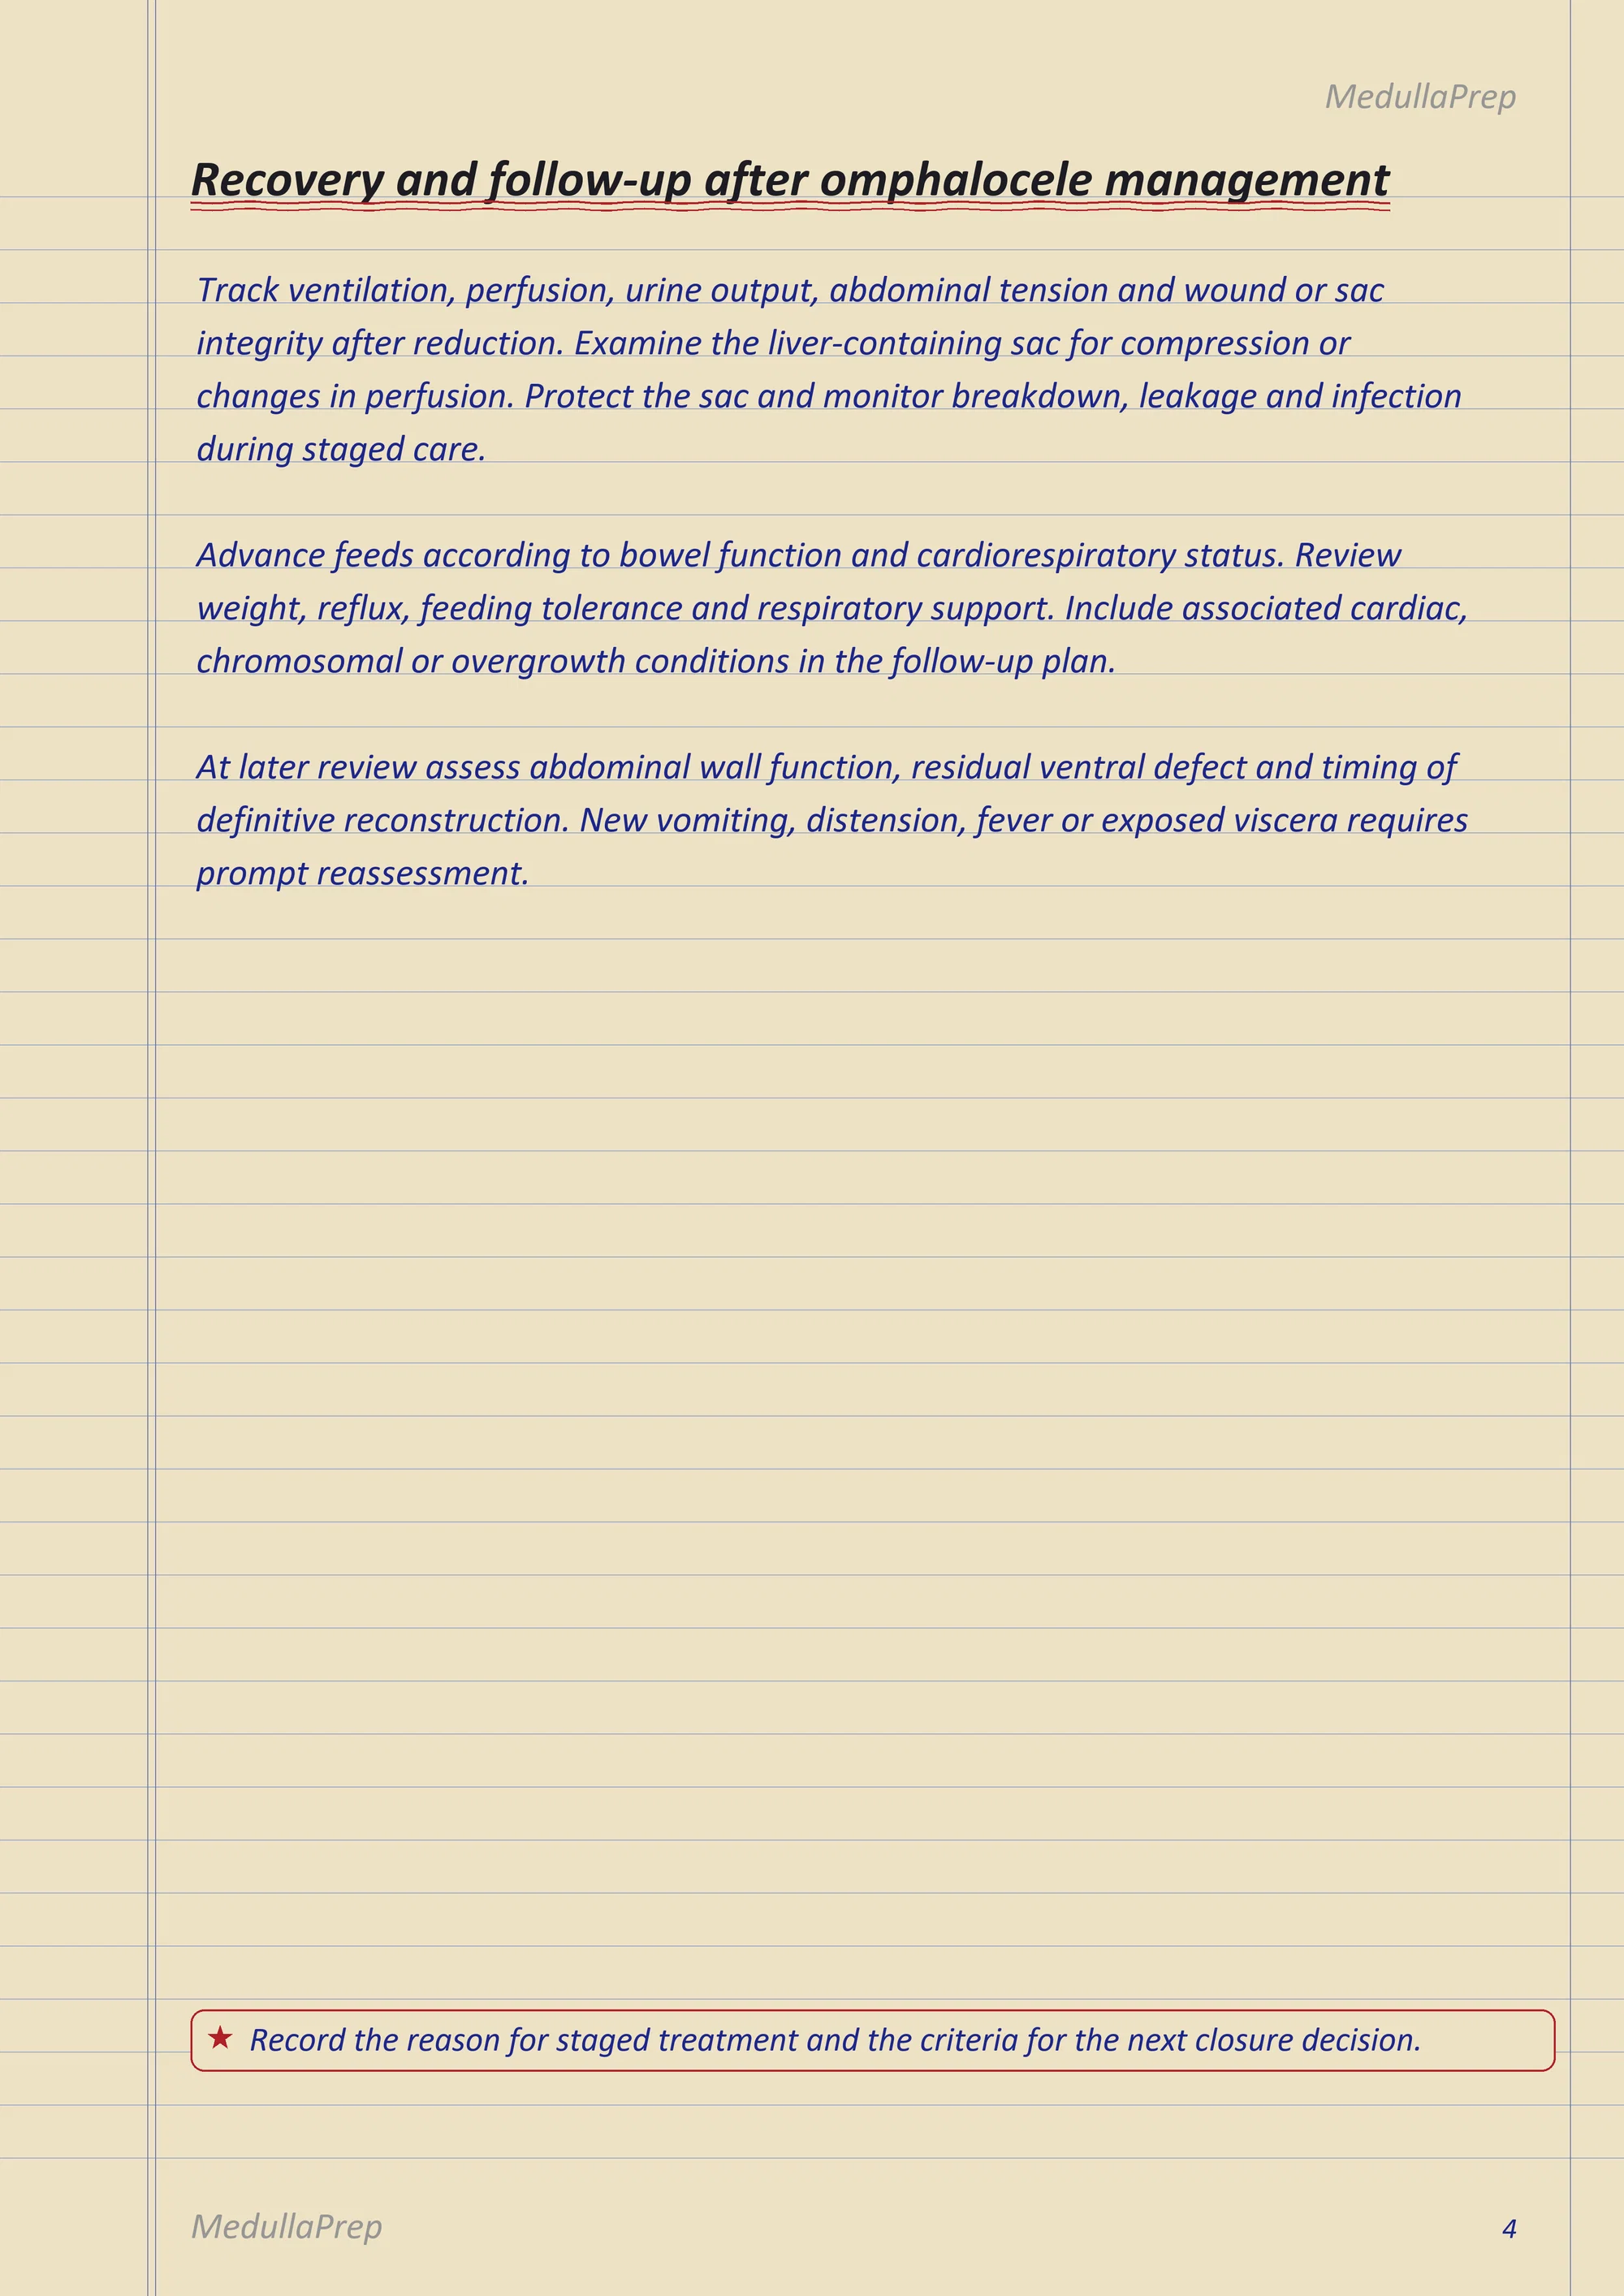 MedullaPrep
Recovery and follow-up after omphalocele management
Track ventilation, perfusion, urine output, abdominal tension and wound or sac
integrity after reduction. Examine the liver-containing sac for compression or
changes in perfusion. Protect the sac and monitor breakdown, leakage and infection
during staged care.
Advance feeds according to bowel function and cardiorespiratory status. Review
weight, reflux, feeding tolerance and respiratory support. Include associated cardiac,
chromosomal or overgrowth conditions in the follow-up plan.
At later review assess abdominal wall function, residual ventral defect and timing of
definitive reconstruction. New vomiting, distension, fever or exposed viscera requires
prompt reassessment.
★ Record the reason for staged treatment and the criteria for the next closure decision.
MedullaPrep
4